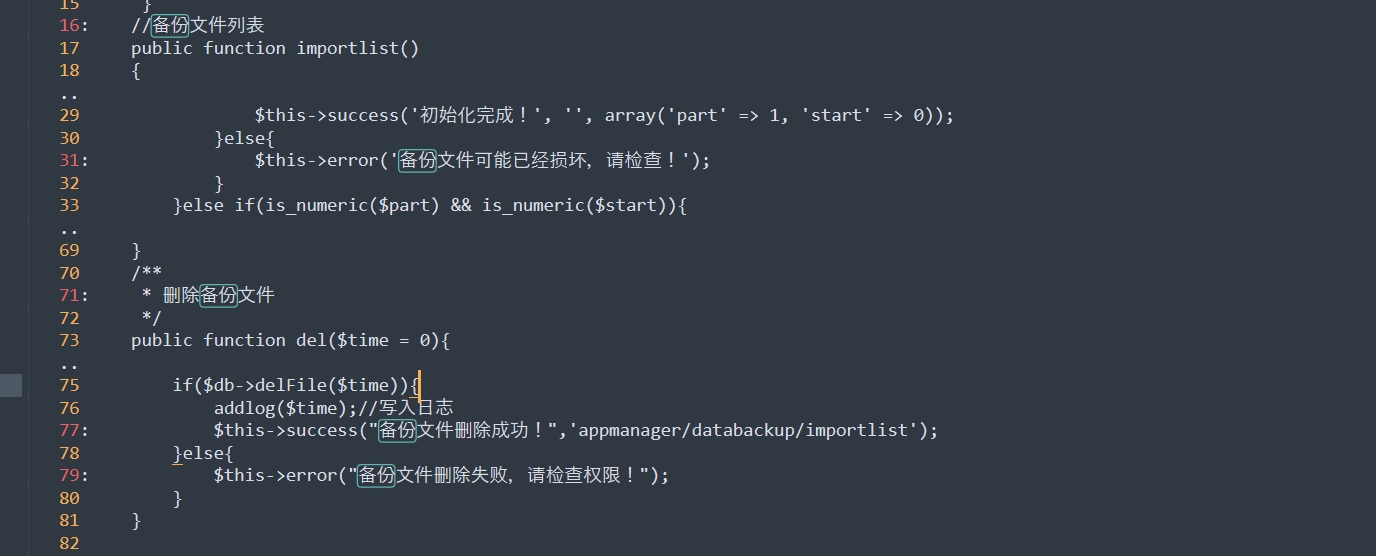 15 }
16: //备份文件列表
17 public function importlist()
18 {
..
29 $this->success('初始化完成！', '', array('part' => 1, 'start' => 0));
30 }else{
31: $this->error('备份文件可能已经损坏，请检查！');
32 }
33 }else if(is_numeric($part) && is_numeric($start)){
..
69 }
70 /**
71: * 删除备份文件
72 */
73 public function del($time = 0){
..
75 if($db->delFile($time)){
76 addlog($time);//写入日志
77: $this->success("备份文件删除成功！",'appmanager/databackup/importlist');
78 }else{
79: $this->error("备份文件删除失败，请检查权限！");
80 }
81 }
82